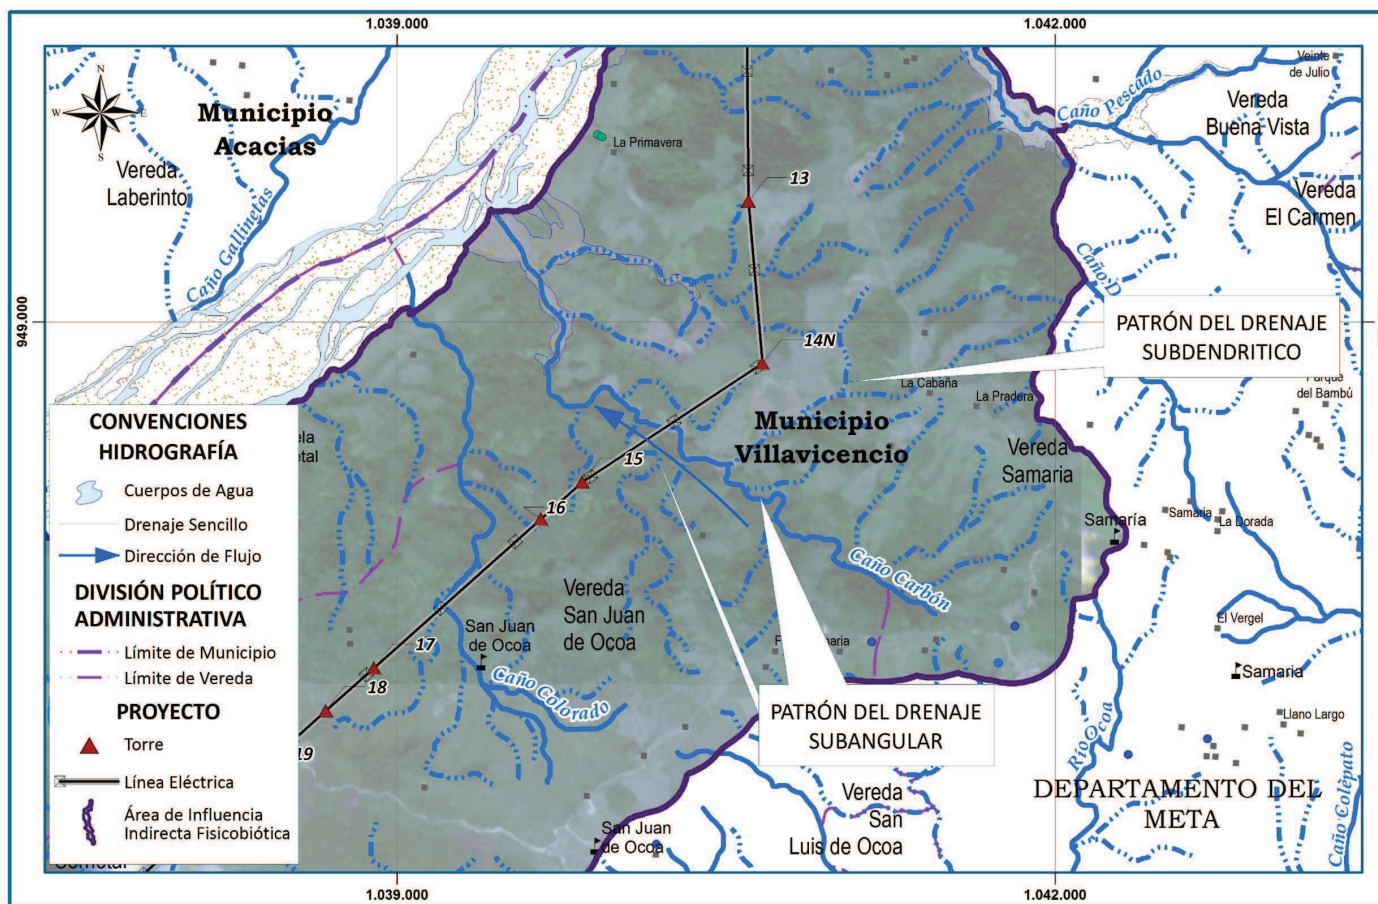 1.039.000
1.042.000
N
W
E
S
Municipio
Acacias
Vereda
Laberinto
Caño Gallinetas
La Primavera
13
Caño Pescado
Veinte
de Julio
Vereda
Buena Vista
Vereda
El Carmen
949.000
Caño D
PATRÓN DEL DRENAJE
SUBDENDRITICO
14N
La Cabaña
La Pradera
Parque
del Bambú
Municipio
Villavicencio
Vereda
Samaria
CONVENCIONES
HIDROGRAFÍA
Cuerpos de Agua
Drenaje Sencillo
Dirección de Flujo
DIVISIÓN POLÍTICO
ADMINISTRATIVA
Límite de Municipio
Límite de Vereda
PROYECTO
Torre
Línea Eléctrica
Área de Influencia
Indirecta Fisicobiótica
ela
etal
15
16
17
18
19
Samaría
Samaria
La Dorada
Caño Carbón
Vereda
San Juan
de Ocoa
San Juan
de Ocoa
Caño Colorado
El Vergel
Samaria
Llano Largo
PATRÓN DEL DRENAJE
SUBANGULAR
Río Ocoa
DEPARTAMENTO DEL
META
Caño Colepato
Vereda
San
Luis de Ocoa
San Juan
de Ocoa
1.039.000
1.042.000